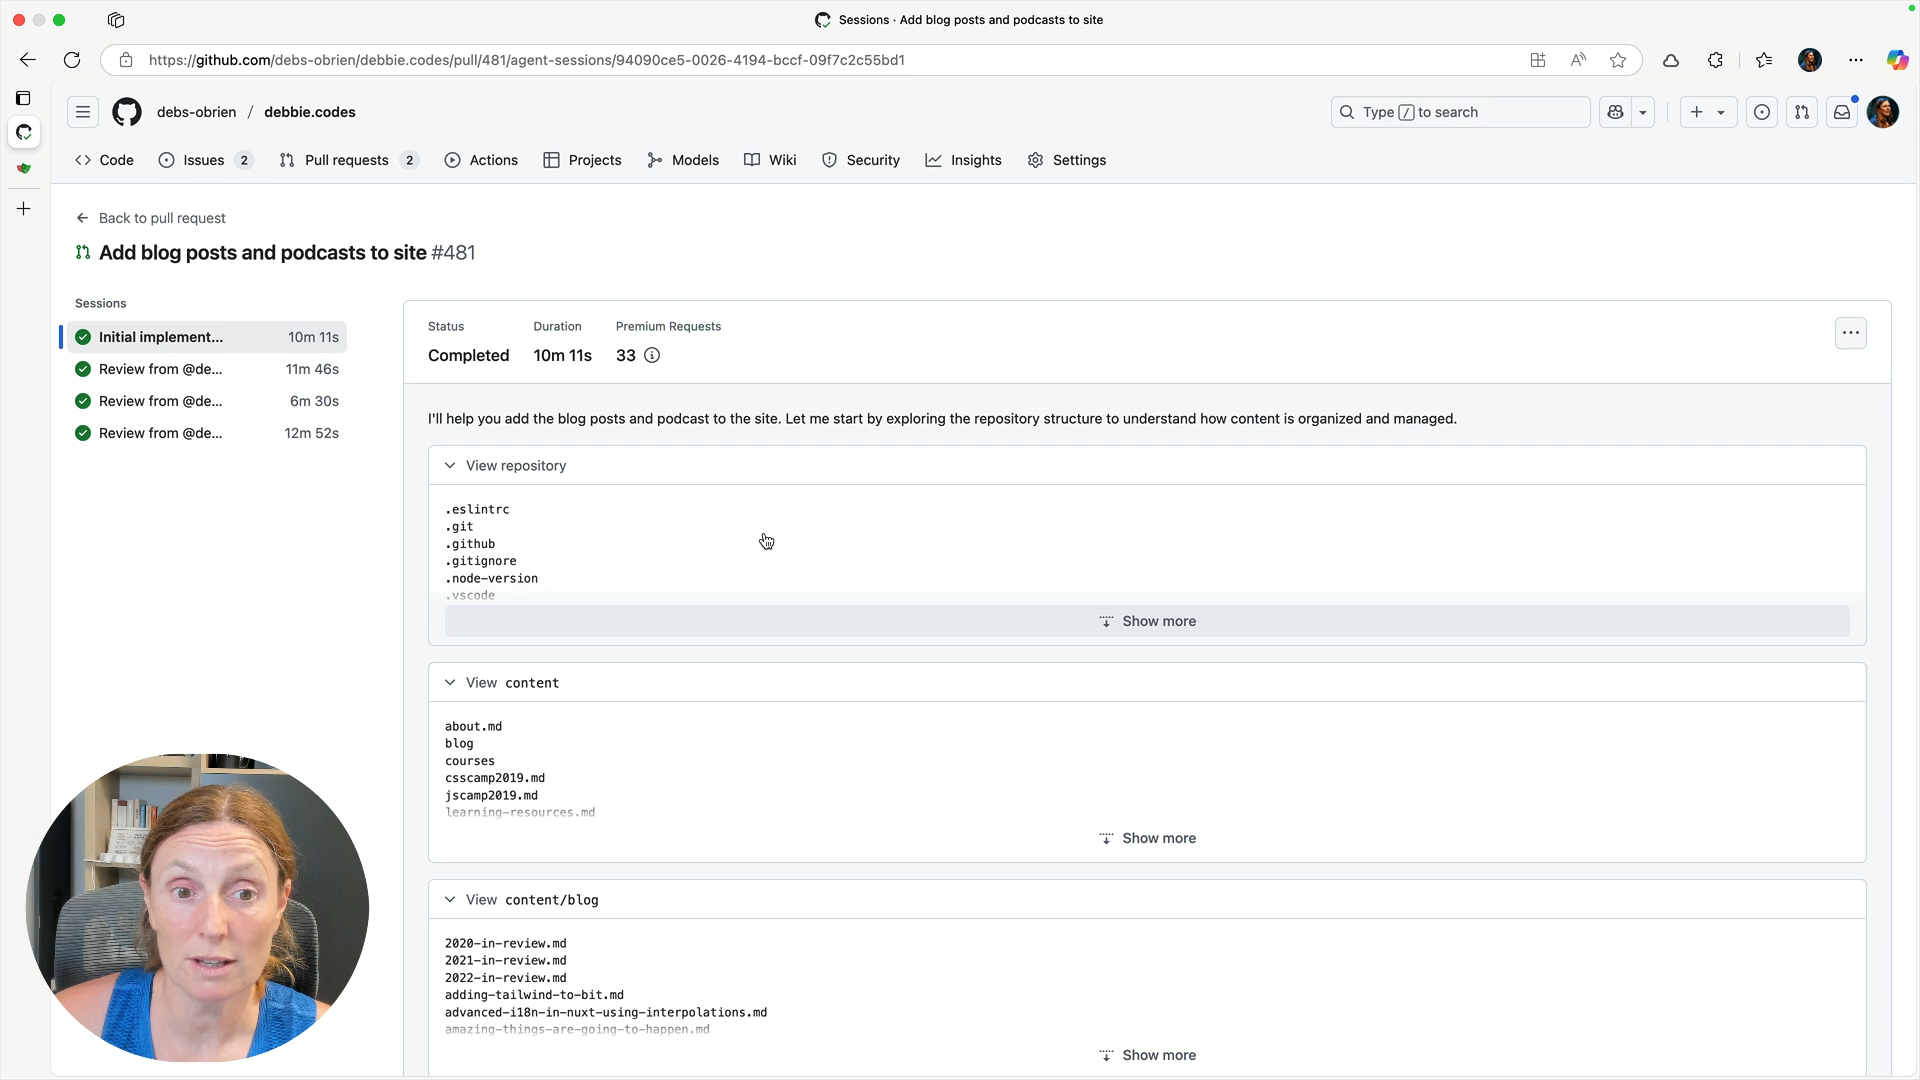 Sessions · Add blog posts and podcasts to site
https://github.com/debs-obrien/debbie.codes/pull/481/agent-sessions/94090ce5-0026-4194-bccf-09f7c2c55bd1
debs-obrien / debbie.codes
Type / to search
Code
Issues 2
Pull requests 2
Actions
Projects
Models
Wiki
Security
Insights
Settings
Back to pull request
Add blog posts and podcasts to site #481
Sessions
Initial implement... 10m 11s
Review from @de... 11m 46s
Review from @de... 6m 30s
Review from @de... 12m 52s
Status Duration Premium Requests
Completed 10m 11s 33
I'll help you add the blog posts and podcast to the site. Let me start by exploring the repository structure to understand how content is organized and managed.
View repository
.eslintrc
.git
.github
.gitignore
.node-version
.vscode
Show more
View content
about.md
blog
courses
csscamp2019.md
jscamp2019.md
learning-resources.md
Show more
View content/blog
2020-in-review.md
2021-in-review.md
2022-in-review.md
adding-tailwind-to-bit.md
advanced-i18n-in-nuxt-using-interpolations.md
amazing-things-are-going-to-happen.md
Show more